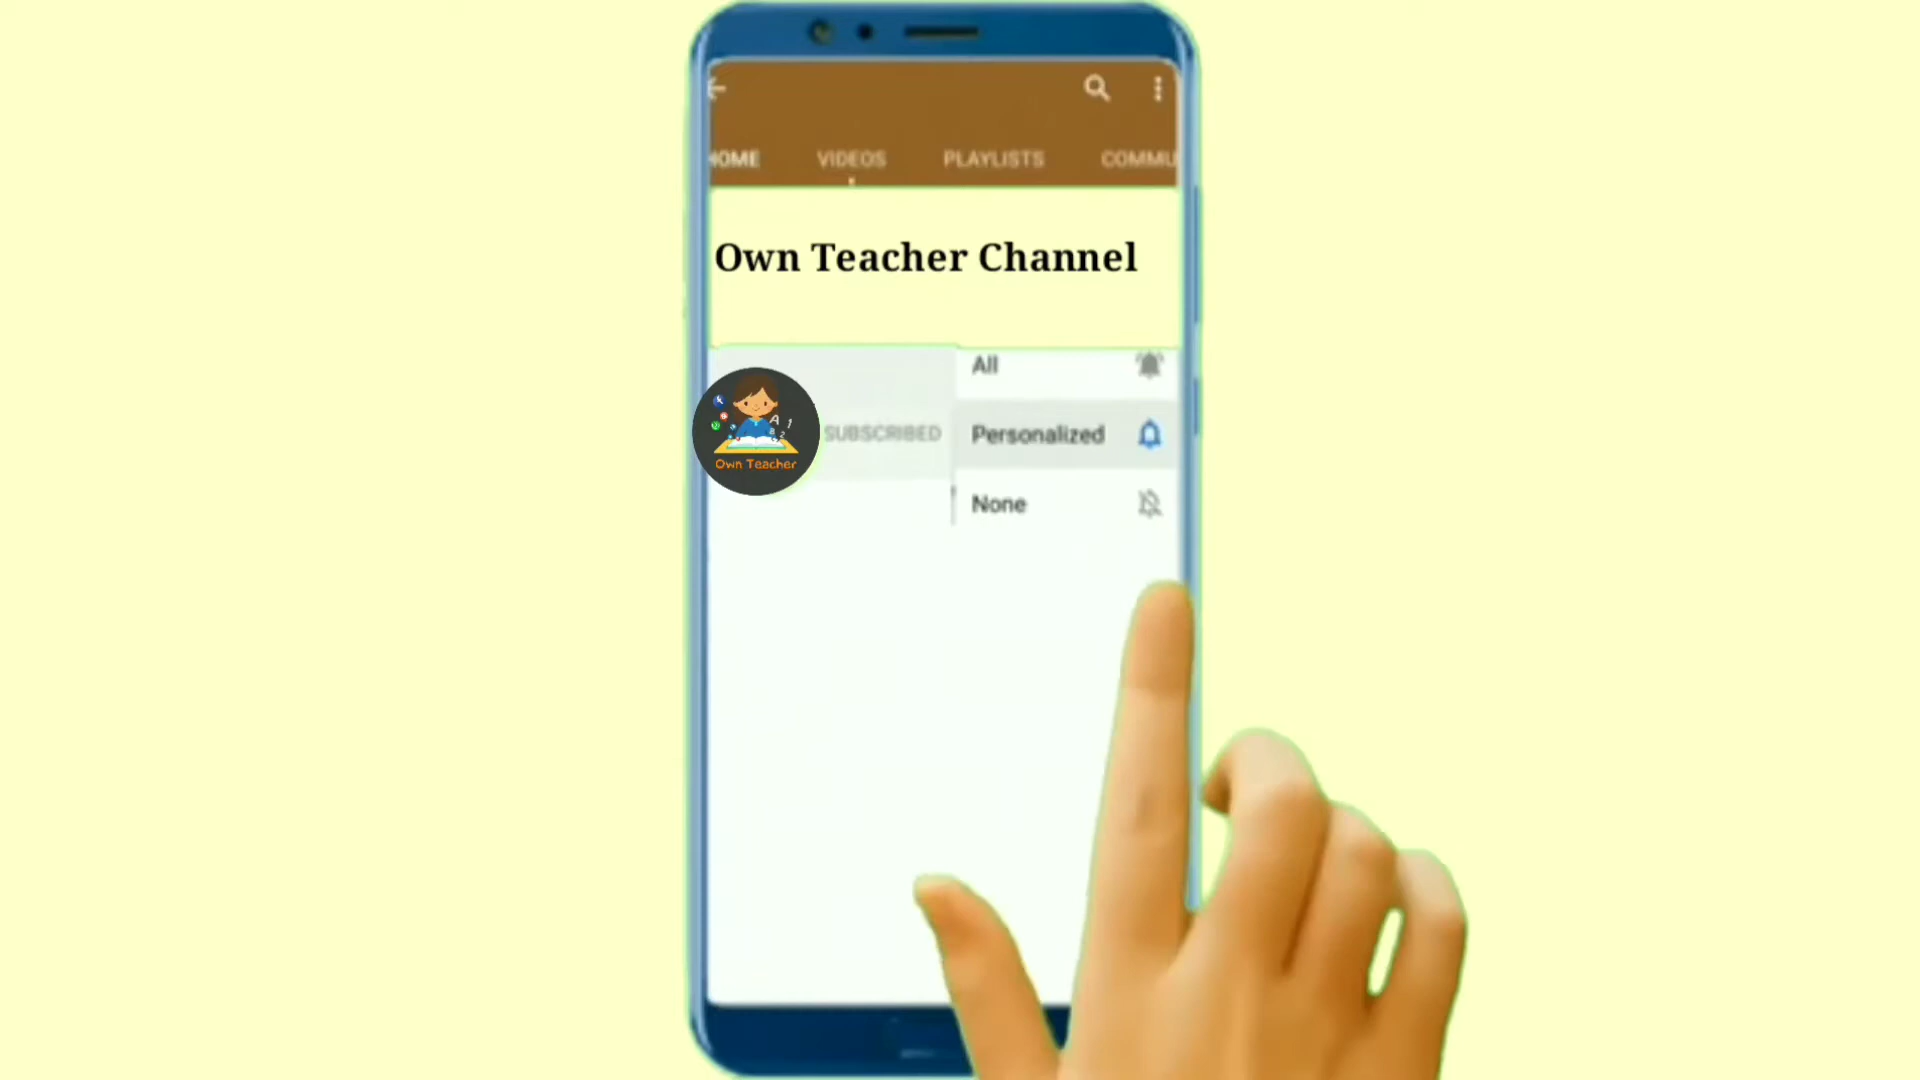 HOME VIDEOS PLAYLISTS COMMU
Own Teacher Channel
All
SUBSCRIBED Personalized
Own Teacher
None